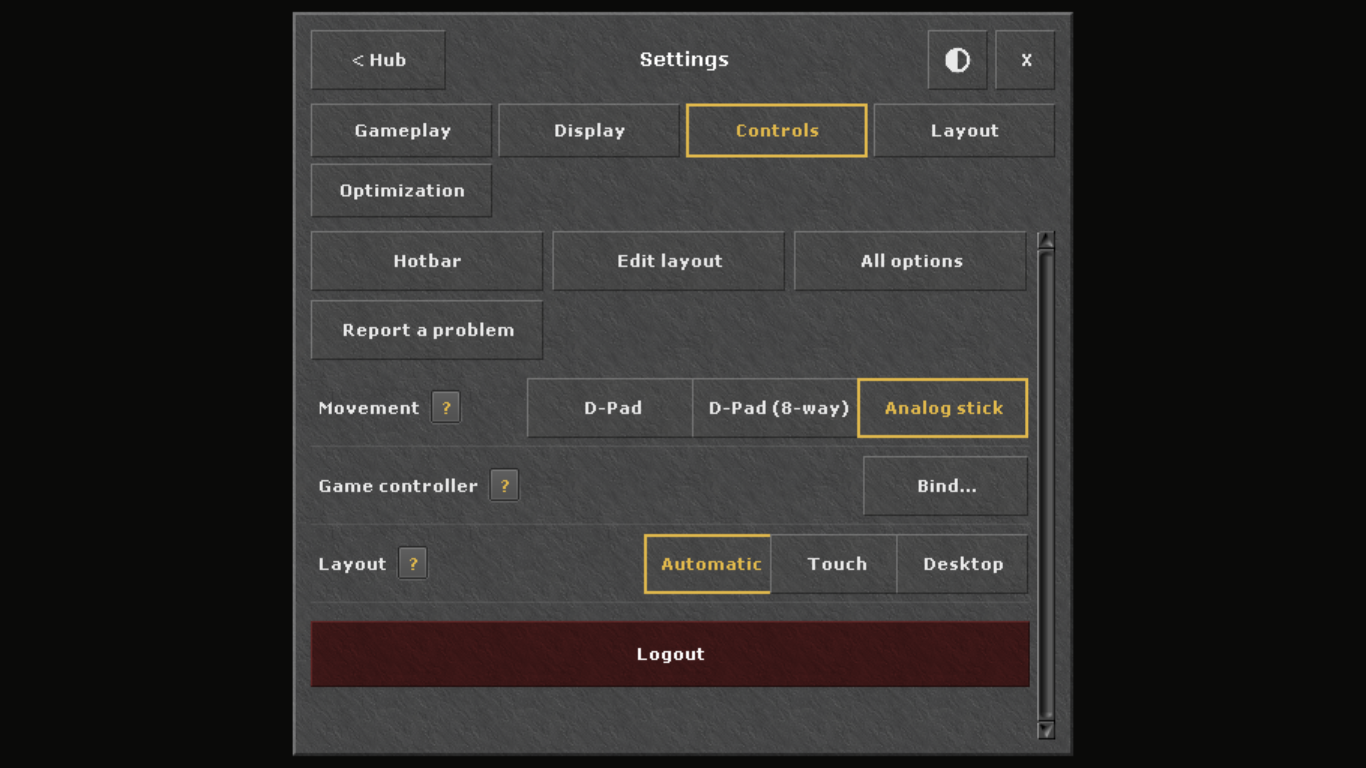 < Hub
Settings
X
Gameplay
Display
Controls
Layout
Optimization
Hotbar
Edit layout
All options
Report a problem
Movement ?
D-Pad
D-Pad (8-way)
Analog stick
Game controller ?
Bind...
Layout ?
Automatic
Touch
Desktop
Logout